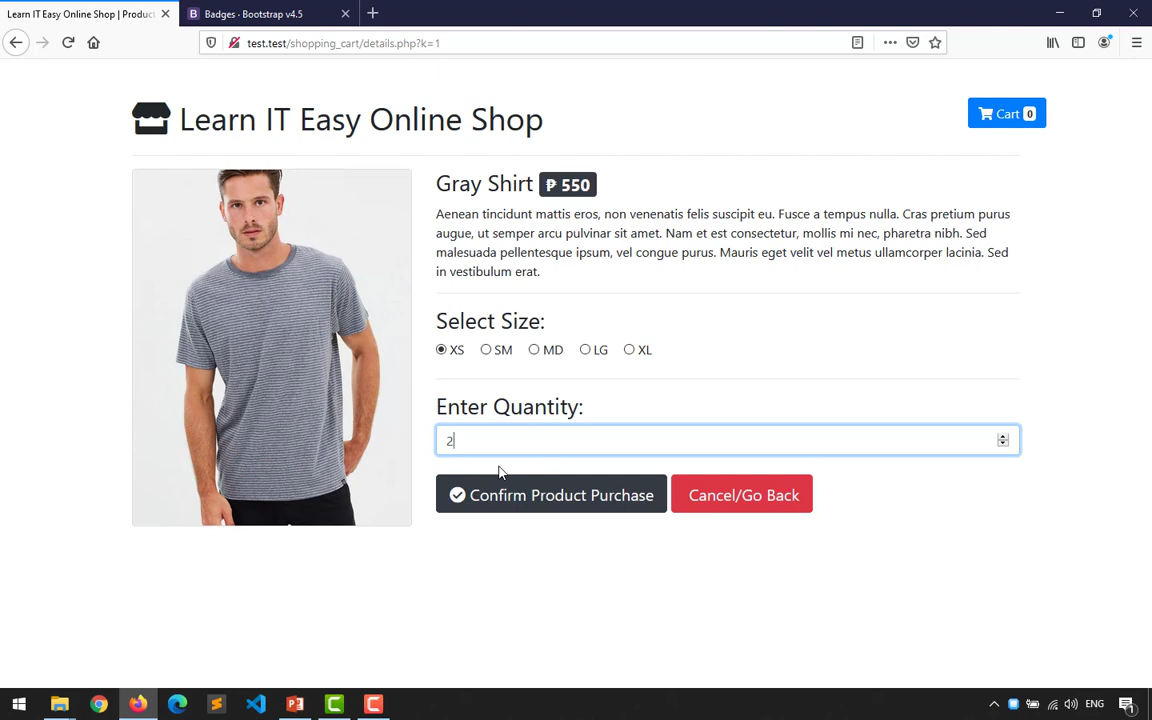 Learn IT Easy Online Shop | Product
Badges · Bootstrap v4.5
test.test/shopping_cart/details.php?k=1
Learn IT Easy Online Shop
Cart 0
Gray Shirt ₱ 550
Aenean tincidunt mattis eros, non venenatis felis suscipit eu. Fusce a tempus nulla. Cras pretium purus
augue, ut semper arcu pulvinar sit amet. Nam et est consectetur, mollis mi nec, pharetra nibh. Sed
malesuada pellentesque ipsum, vel congue purus. Mauris eget velit vel metus ullamcorper lacinia. Sed
in vestibulum erat.
Select Size:
XS SM MD LG XL
Enter Quantity:
2
Confirm Product Purchase Cancel/Go Back
ENG 1